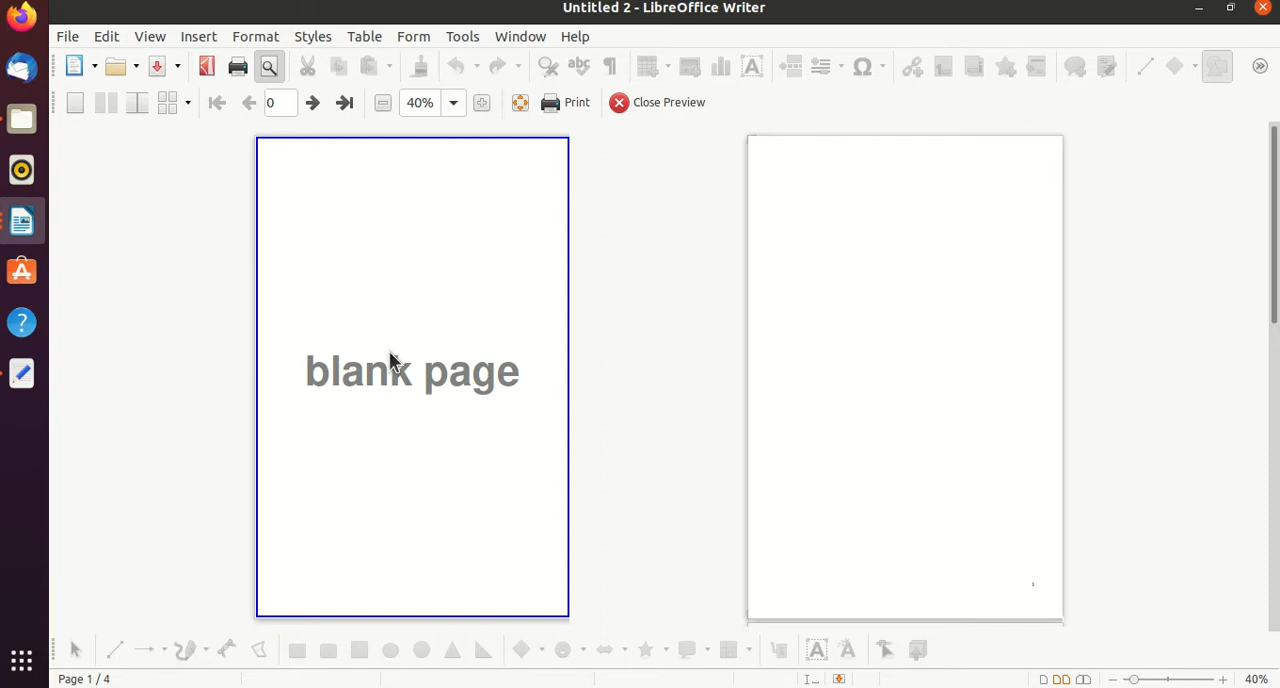 Untitled 2 - LibreOffice Writer
File Edit View Insert Format Styles Table Form Tools Window Help
0 40% Print Close Preview
blank page
Page 1 / 4 40%